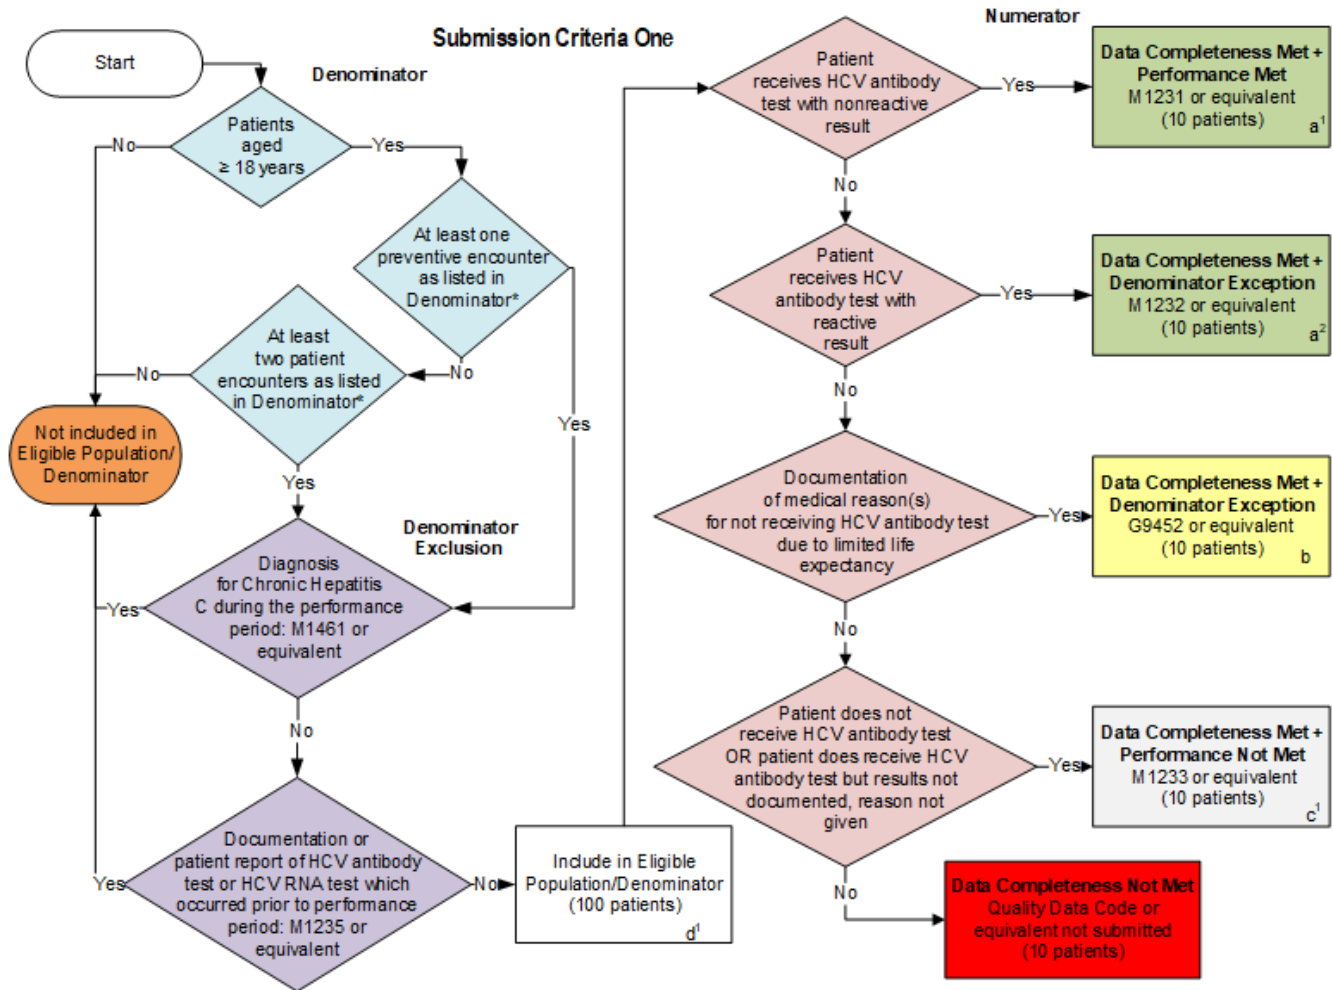 Submission Criteria One
Start
Denominator
Patients
aged
≥ 18 years
No
Yes
At least one
preventive encounter
as listed in
Denominator*
No
Yes
At least
two patient
encounters as listed
in Denominator*
No
Yes
Not included in
Eligible Population/
Denominator
Denominator
Exclusion
Diagnosis
for Chronic Hepatitis
C during the performance
period: M1461 or
equivalent
Yes
No
Documentation or
patient report of HCV antibody
test or HCV RNA test which
occurred prior to performance
period: M1235 or
equivalent
Yes
No
Include in Eligible
Population/Denominator
(100 patients)
d¹
Numerator
Patient
receives HCV antibody
test with nonreactive
result
Yes
Data Completeness Met +
Performance Met
M1231 or equivalent
(10 patients)
a¹
No
Patient
receives HCV
antibody test with
reactive
result
Yes
Data Completeness Met +
Denominator Exception
M1232 or equivalent
(10 patients)
a²
No
Documentation
of medical reason(s)
for not receiving HCV antibody test
due to limited life
expectancy
Yes
Data Completeness Met +
Denominator Exception
G9452 or equivalent
(10 patients)
b
No
Patient does not
receive HCV antibody test
OR patient does receive HCV
antibody test but results not
documented, reason not
given
Yes
Data Completeness Met +
Performance Not Met
M1233 or equivalent
(10 patients)
c¹
No
Data Completeness Not Met
Quality Data Code or
equivalent not submitted
(10 patients)